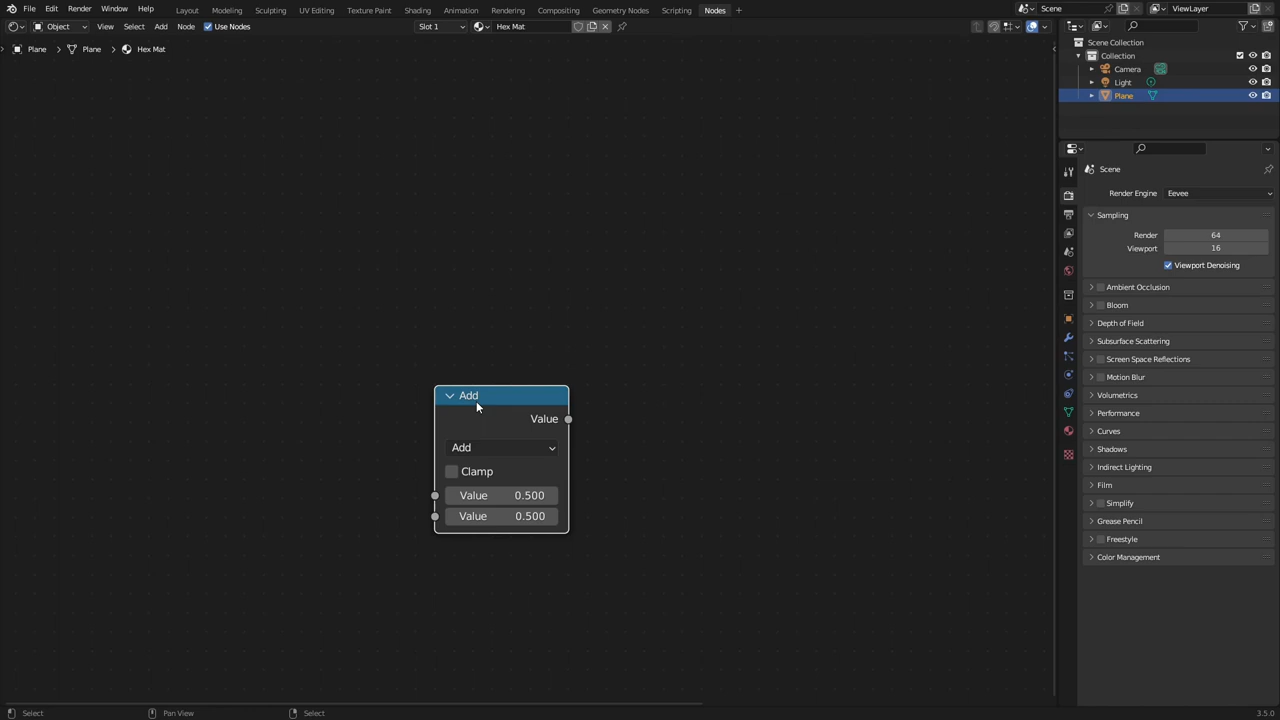 File Edit Render Window Help Layout Modeling Sculpting UV Editing Texture Paint Shading Animation Rendering Compositing Geometry Nodes Scripting Nodes + Scene ViewLayer
Object View Select Add Node Use Nodes Slot 1 Hex Mat
Plane > Plane > Hex Mat
Scene Collection
Collection
Camera
Light
Plane
Scene
Render Engine Eevee
Sampling
Render 64
Viewport 16
Viewport Denoising
Ambient Occlusion
Bloom
Depth of Field
Subsurface Scattering
Screen Space Reflections
Motion Blur
Volumetrics
Performance
Curves
Shadows
Indirect Lighting
Film
Simplify
Grease Pencil
Freestyle
Color Management
Add
Value
Add
Clamp
Value 0.500
Value 0.500
Select Pan View Select 3.5.0